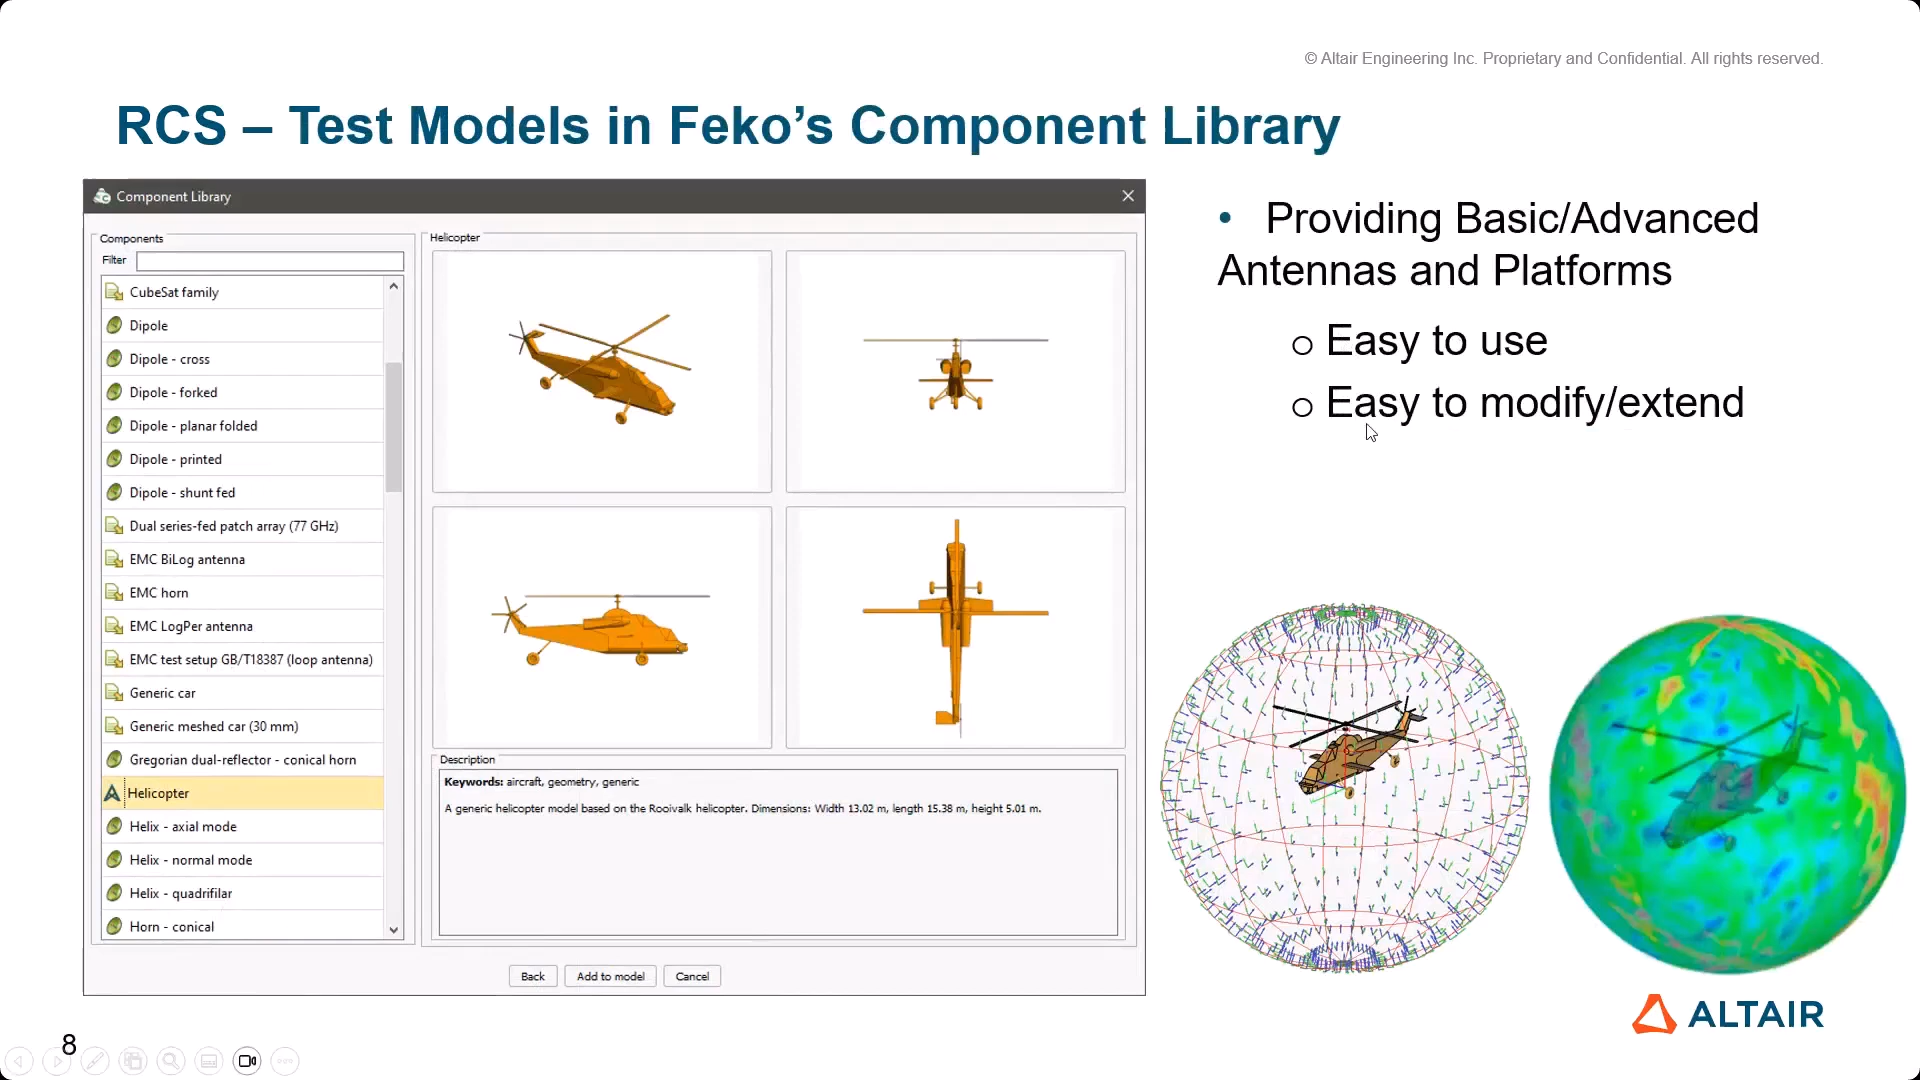 © Altair Engineering Inc. Proprietary and Confidential. All rights reserved.
RCS – Test Models in Feko’s Component Library
Component Library
Components
Filter
CubeSat family
Dipole
Dipole - cross
Dipole - forked
Dipole - planar folded
Dipole - printed
Dipole - shunt fed
Dual series-fed patch array (77 GHz)
EMC BiLog antenna
EMC horn
EMC LogPer antenna
EMC test setup GB/T18387 (loop antenna)
Generic car
Generic meshed car (30 mm)
Gregorian dual-reflector - conical horn
Helicopter
Helix - axial mode
Helix - normal mode
Helix - quadrifilar
Horn - conical
Helicopter
Description
Keywords: aircraft, geometry, generic
A generic helicopter model based on the Rooivalk helicopter. Dimensions: Width 13.02 m, length 15.38 m, height 5.01 m.
Back
Add to model
Cancel
• Providing Basic/Advanced
Antennas and Platforms
o Easy to use
o Easy to modify/extend
ALTAIR
8